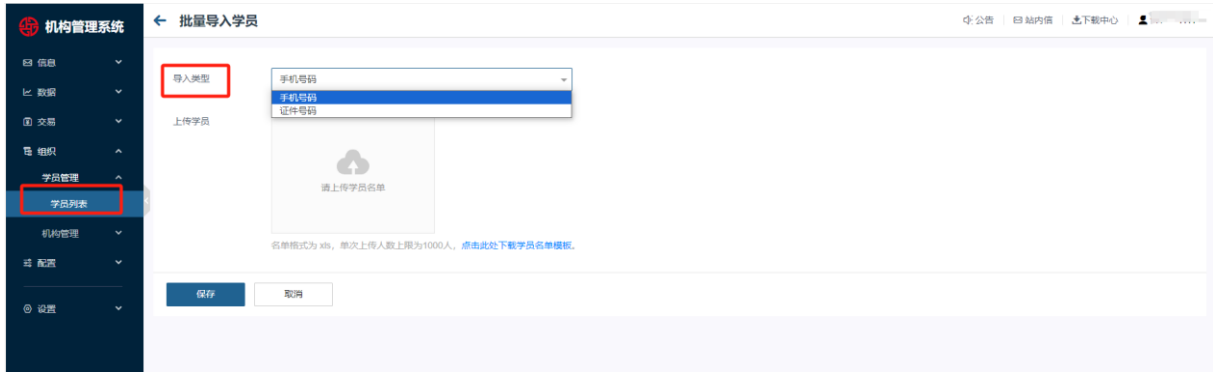 机构管理系统
批量导入学员
公告
站内信
下载中心
信息
数据
交易
组织
学员管理
学员列表
机构管理
配置
设置
导入类型
手机号码
手机号码
证件号码
上传学员
请上传学员名单
名单格式为 xls，单次上传人数上限为1000人，点击此处下载学员名单模板。
保存
取消